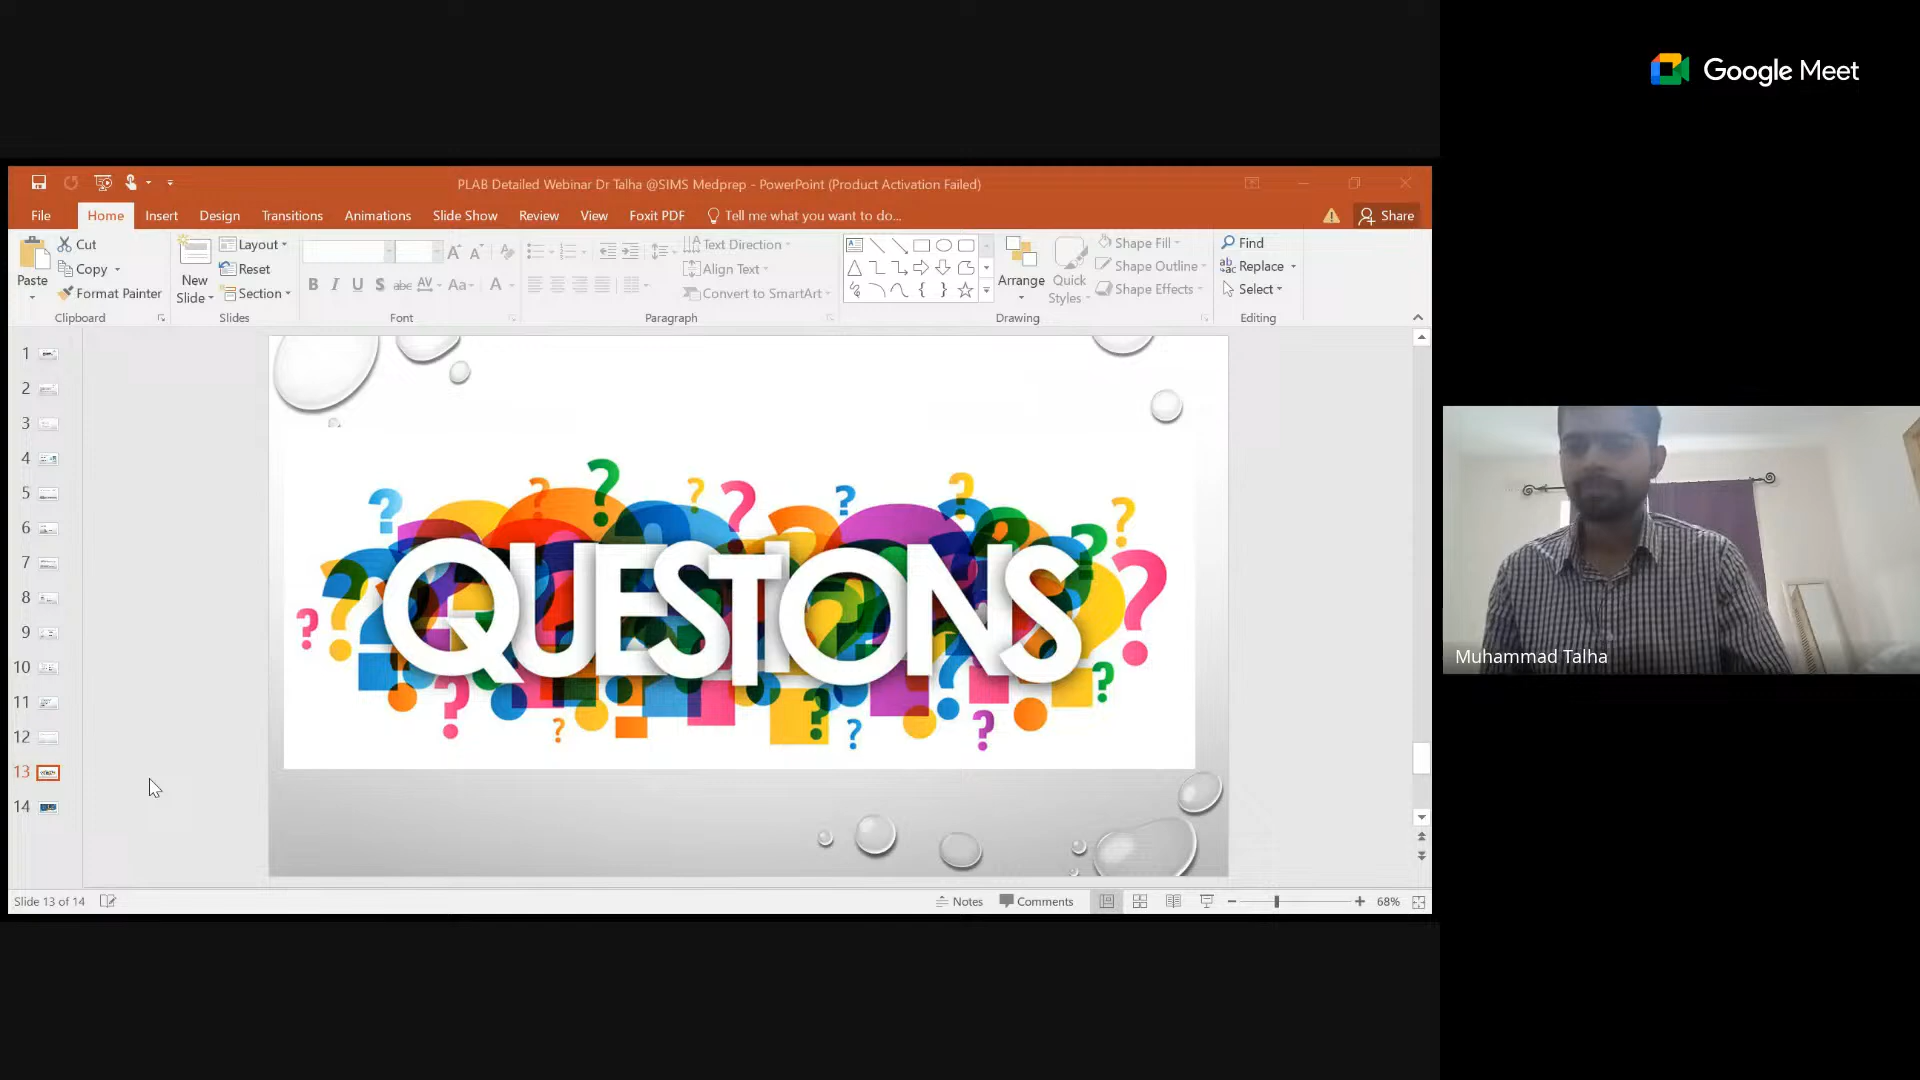 Google Meet
PLAB Detailed Webinar Dr Talha @SIMS Medprep - PowerPoint (Product Activation Failed)
File Home Insert Design Transitions Animations Slide Show Review View Foxit PDF Tell me what you want to do... Share
Paste
Cut
Copy
Format Painter
Clipboard
New
Slide
Layout
Reset
Section
Slides
B I U S abc AV Aa A
Font
Text Direction
Align Text
Convert to SmartArt
Paragraph
Arrange
Quick
Styles
Shape Fill
Shape Outline
Shape Effects
Drawing
Find
Replace
Select
Editing
1
2
3
4
5
6
7
8
9
10
11
12
13
14
QUESTIONS
Muhammad Talha
Slide 13 of 14
Notes
Comments
68%